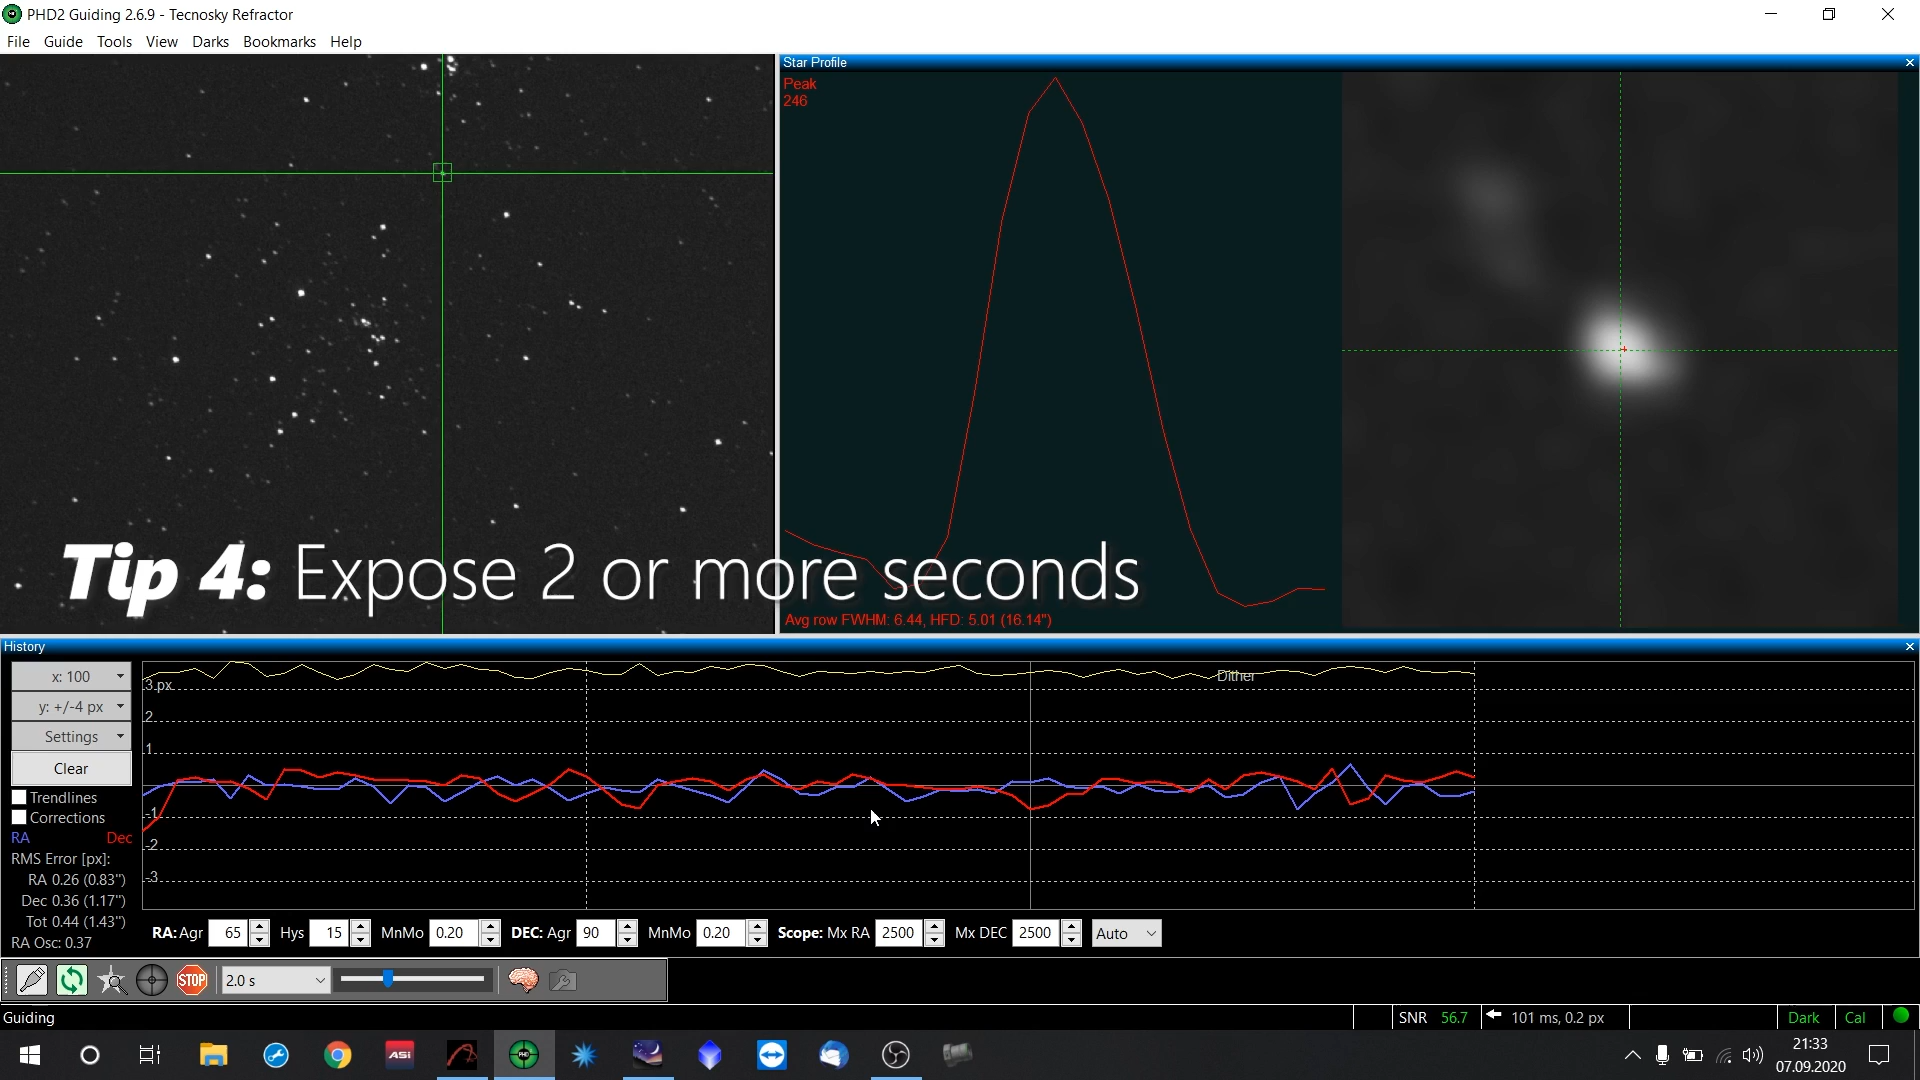 PHD2 Guiding 2.6.9 - Tecnosky Refractor
File Guide Tools View Darks Bookmarks Help
Star Profile
Peak
246
Tip 4: Expose 2 or more seconds
Avg row FWHM: 6.44, HFD: 5.01 (16.14")
History
x: 100
y: +/-4 px
Settings
Clear
Trendlines
Corrections
RA Dec
RMS Error [px]:
RA 0.26 (0.83")
Dec 0.36 (1.17")
Tot 0.44 (1.43")
RA Osc: 0.37
3 px
2
1
-1
-2
-3
Dither
RA: Agr 65 Hys 15 MnMo 0.20 DEC: Agr 90 MnMo 0.20 Scope: Mx RA 2500 Mx DEC 2500 Auto
STOP 2.0 s
Guiding
SNR 56.7 101 ms, 0.2 px Dark Cal
ASI
PHD
21:33
07.09.2020